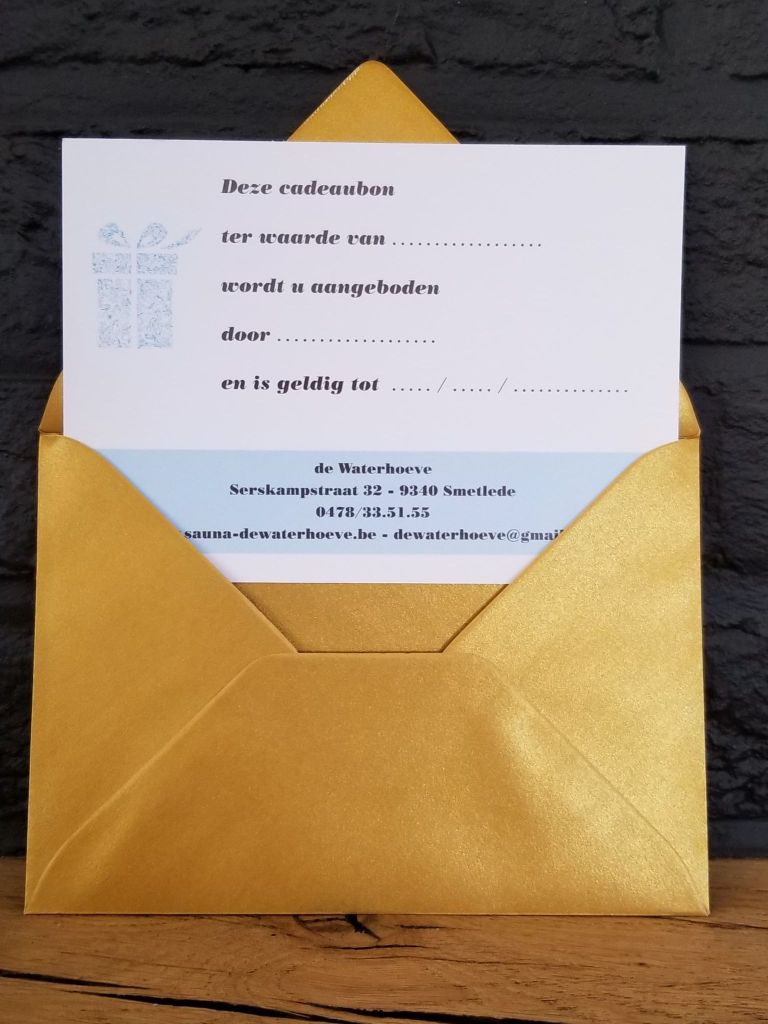 Deze cadeaubon
ter waarde van ..................
wordt u aangeboden
door ...................
en is geldig tot ..... / ..... / ..............
de Waterhoeve
Serskampstraat 32 - 9340 Smetlede
0478/33.51.55
sauna-dewaterhoeve.be - dewaterhoeve@gmai